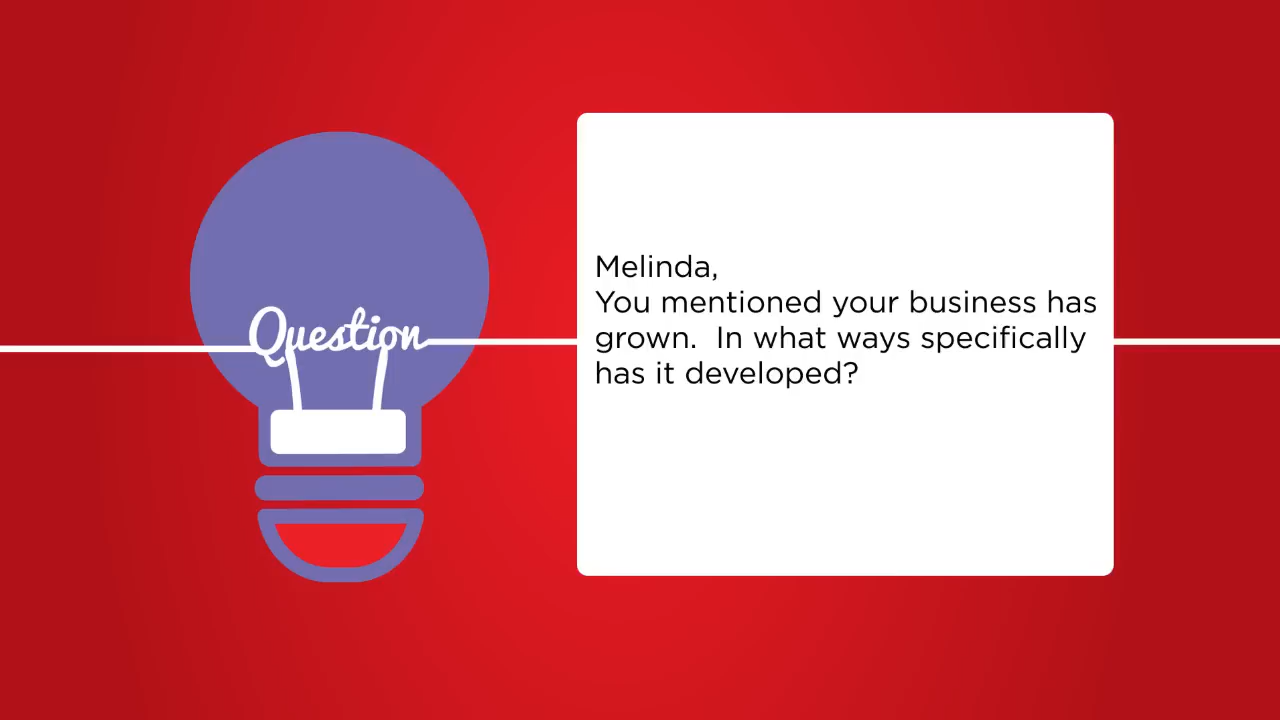 Question
Melinda,
You mentioned your business has
grown.  In what ways specifically
has it developed?